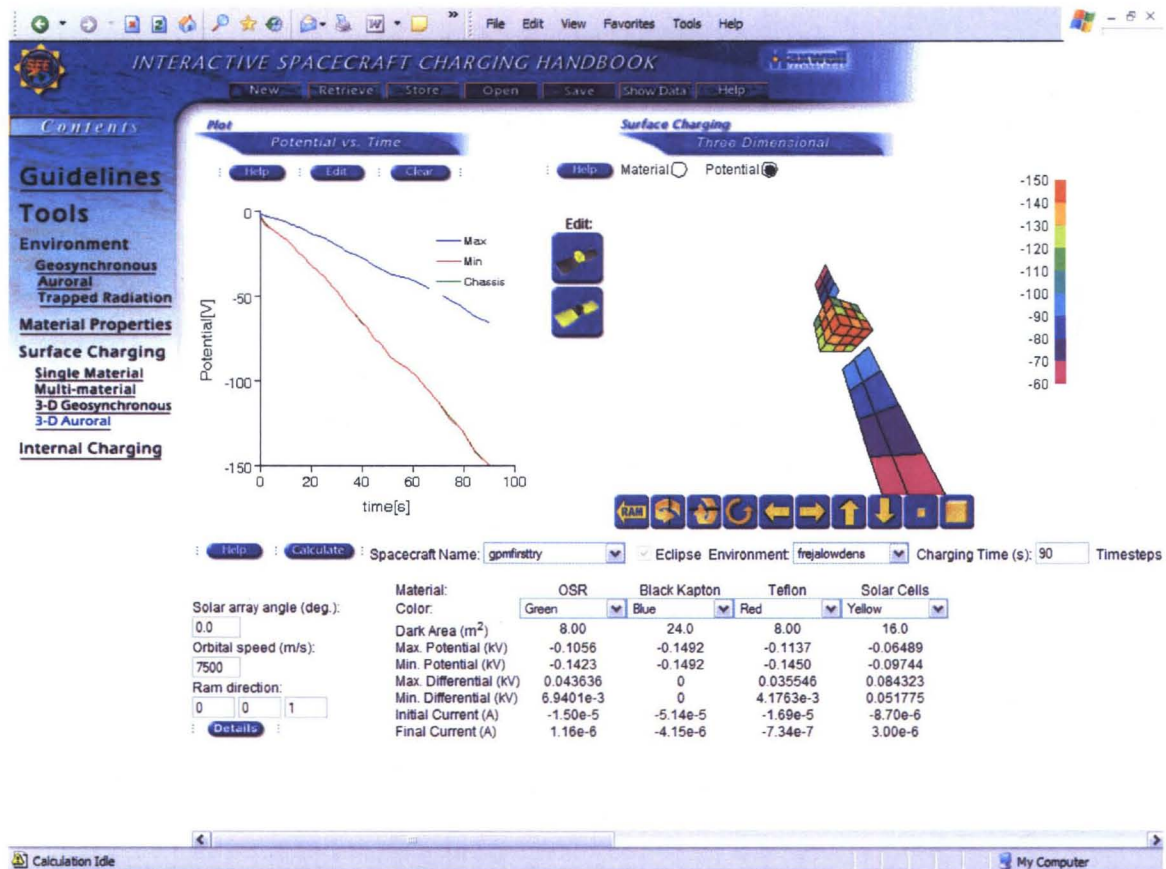 File Edit View Favorites Tools Help
SEE
INTERACTIVE SPACECRAFT CHARGING HANDBOOK
New Retrieve Store Open Save Show Data Help
Contents
Guidelines
Tools
Environment
Geosynchronous
Auroral
Trapped Radiation
Material Properties
Surface Charging
Single Material
Multi-material
3-D Geosynchronous
3-D Auroral
Internal Charging
Plot
Potential vs. Time
Help Edit Clear
0
-50
-100
-150
Potential[V]
0 20 40 60 80 100
time[s]
Max
Min
Chassis
Surface Charging
Three Dimensional
Help Material Potential
Edit:
-150
-140
-130
-120
-110
-100
-90
-80
-70
-60
RAM
Help Calculate Spacecraft Name: gpmfirsttry Eclipse Environment: frejalowdens Charging Time (s): 90 Timesteps
Solar array angle (deg.):
0.0
Orbital speed (m/s):
7500
Ram direction:
0 0 1
Details
Material: OSR Black Kapton Teflon Solar Cells
Color: Green Blue Red Yellow
Dark Area (m2) 8.00 24.0 8.00 16.0
Max. Potential (kV) -0.1056 -0.1492 -0.1137 -0.06489
Min. Potential (kV) -0.1423 -0.1492 -0.1450 -0.09744
Max. Differential (kV) 0.043636 0 0.035546 0.084323
Min. Differential (kV) 6.9401e-3 0 4.1763e-3 0.051775
Initial Current (A) -1.50e-5 -5.14e-5 -1.69e-5 -8.70e-6
Final Current (A) 1.16e-6 -4.15e-6 -7.34e-7 3.00e-6
Calculation Idle
My Computer